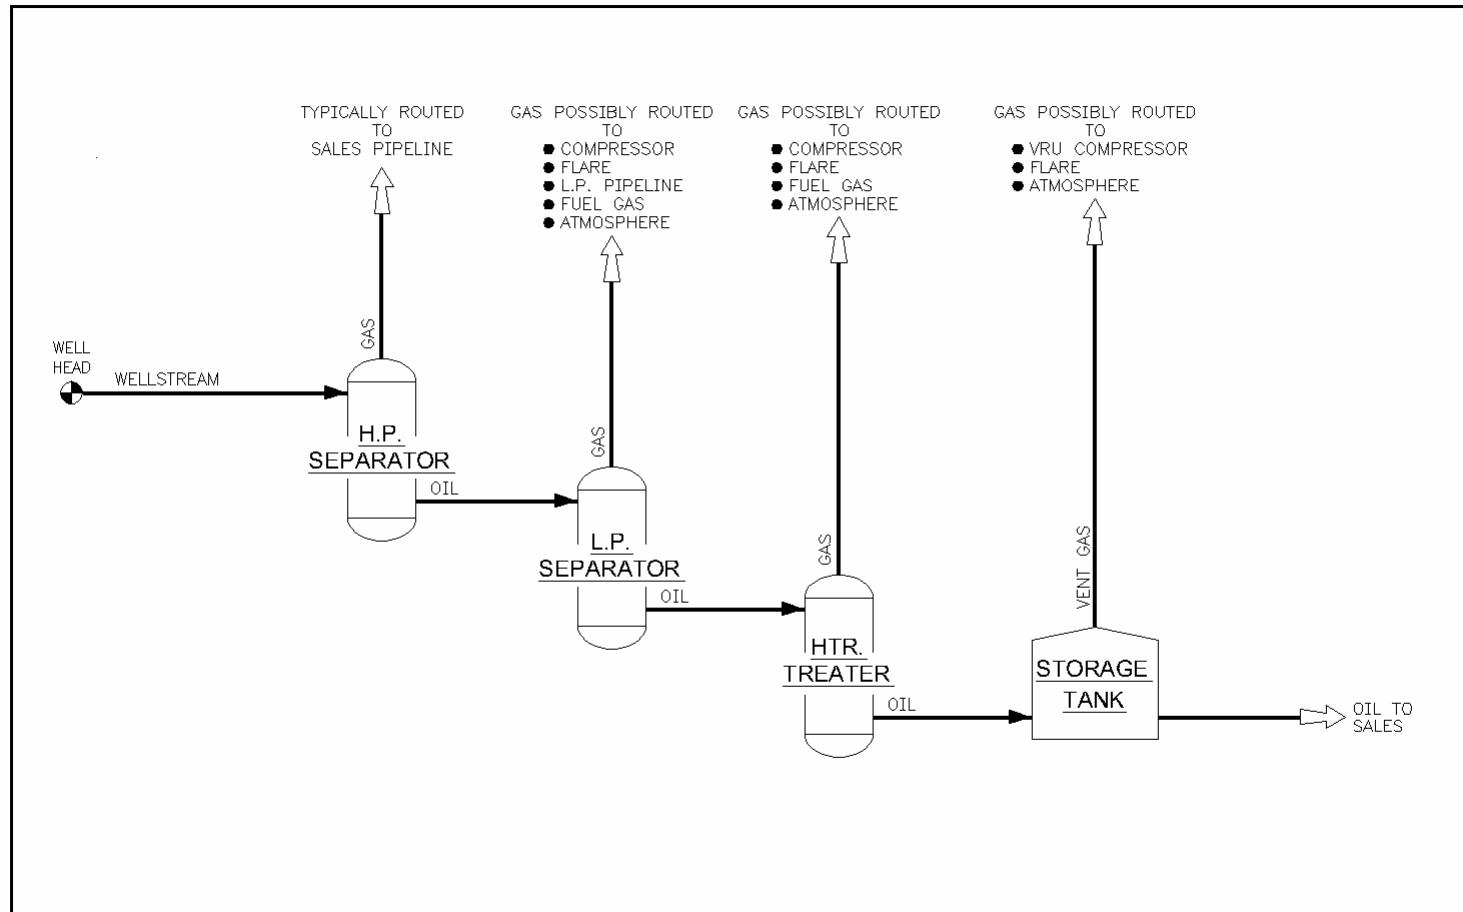 TYPICALLY ROUTED
TO
SALES PIPELINE
GAS POSSIBLY ROUTED
TO
● COMPRESSOR
● FLARE
● L.P. PIPELINE
● FUEL GAS
● ATMOSPHERE
GAS POSSIBLY ROUTED
TO
● COMPRESSOR
● FLARE
● FUEL GAS
● ATMOSPHERE
GAS POSSIBLY ROUTED
TO
● VRU COMPRESSOR
● FLARE
● ATMOSPHERE
WELL
HEAD
WELLSTREAM
GAS
H.P.
SEPARATOR
OIL
GAS
L.P.
SEPARATOR
OIL
GAS
HTR.
TREATER
OIL
VENT GAS
STORAGE
TANK
OIL TO
SALES